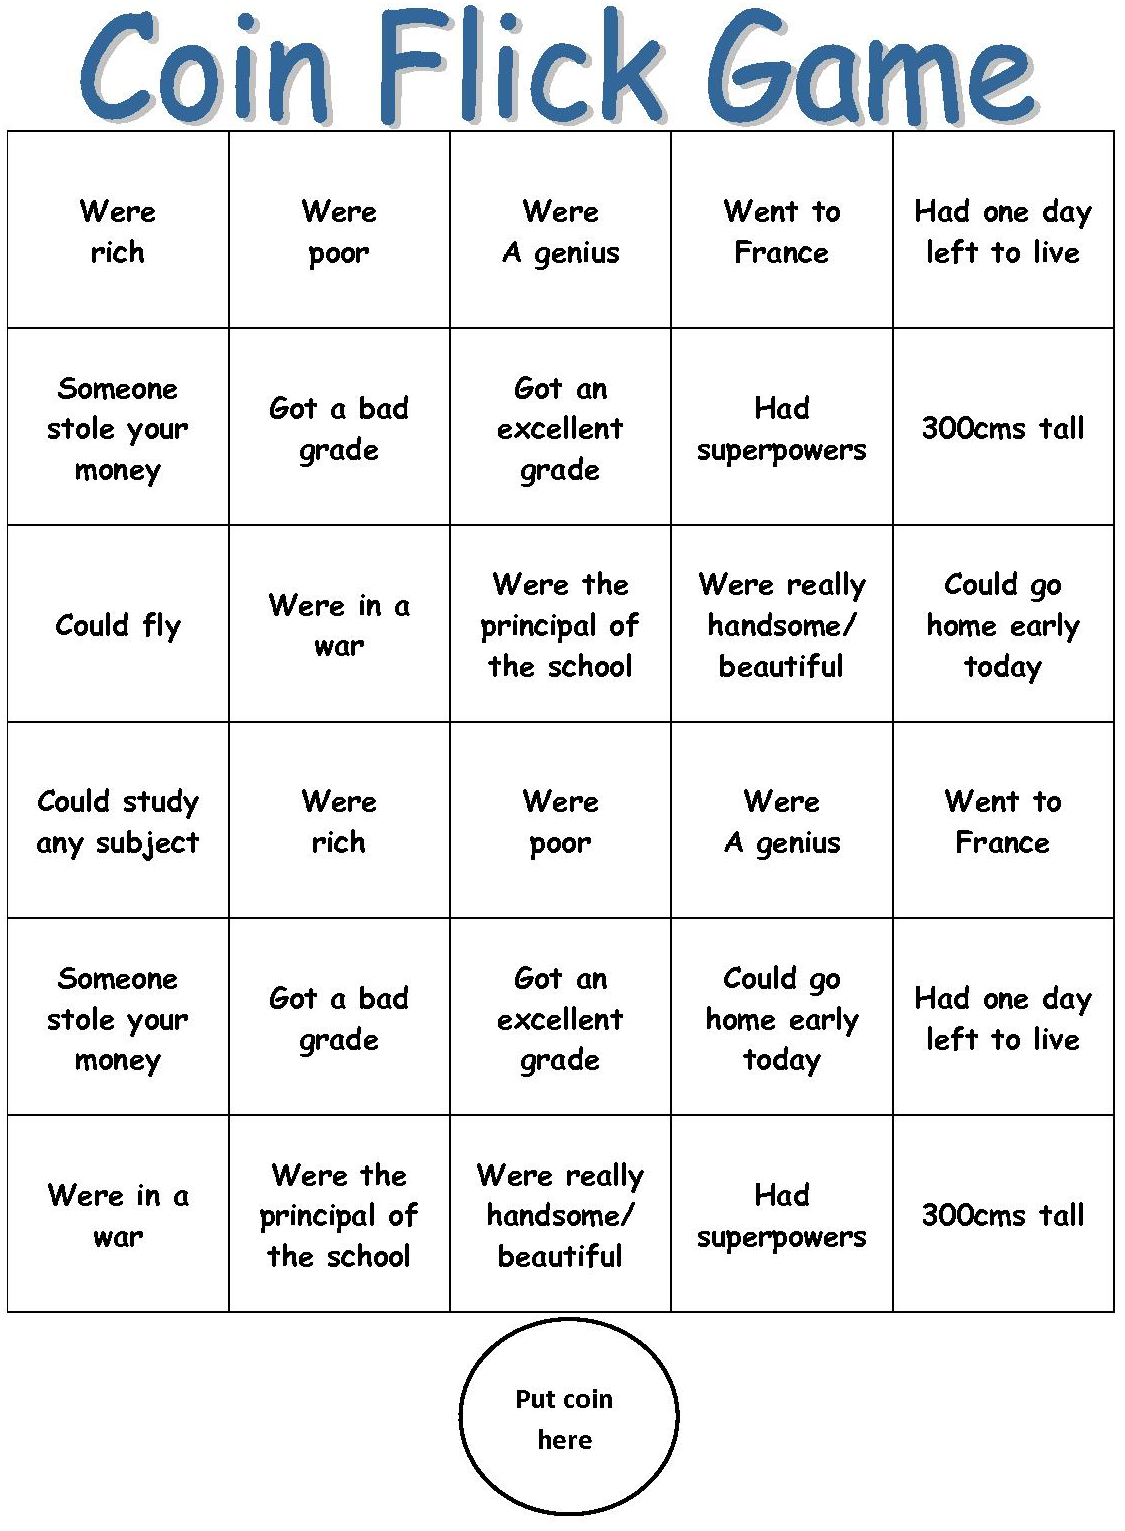 Coin Flick Game
Were
rich
Were
poor
Were
A genius
Went to
France
Had one day
left to live
Someone
stole your
money
Got a bad
grade
Got an
excellent
grade
Had
superpowers
300cms tall
Could fly
Were in a
war
Were the
principal of
the school
Were really
handsome/
beautiful
Could go
home early
today
Could study
any subject
Were
rich
Were
poor
Were
A genius
Went to
France
Someone
stole your
money
Got a bad
grade
Got an
excellent
grade
Could go
home early
today
Had one day
left to live
Were in a
war
Were the
principal of
the school
Were really
handsome/
beautiful
Had
superpowers
300cms tall
Put coin
here